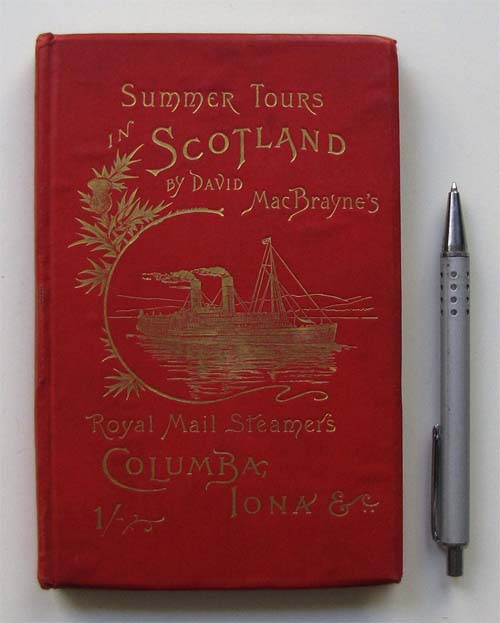 SUMMER TOURS
IN SCOTLAND
BY DAVID
MACBRAYNE'S
ROYAL MAIL STEAMERS
COLUMBA,
IONA &c.
1/-